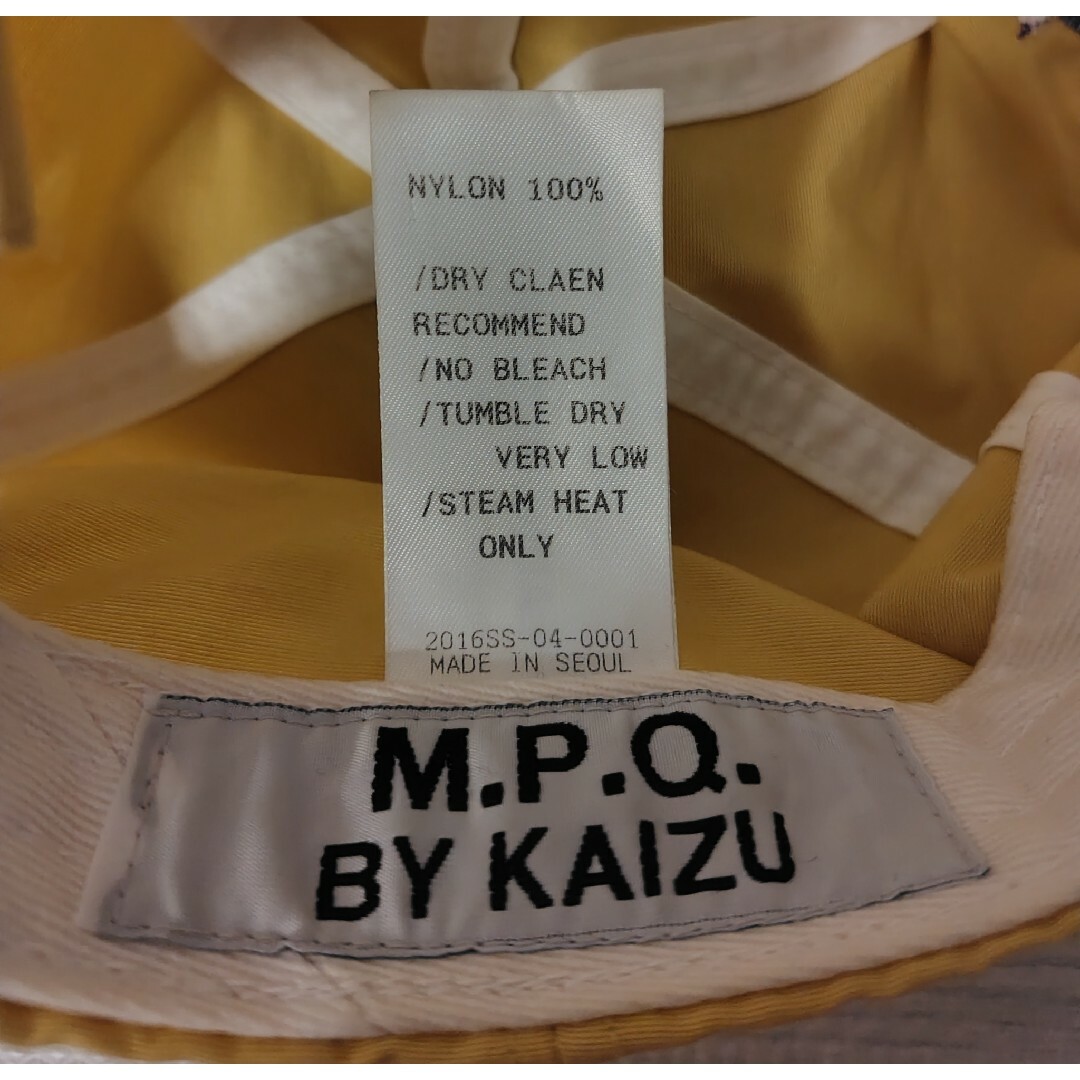 NYLON 100%
/DRY CLAEN
RECOMMEND
/NO BLEACH
/TUMBLE DRY
VERY LOW
/STEAM HEAT
ONLY
2016SS-04-0001
MADE IN SEOUL
M.P.Q.
BY KAIZU